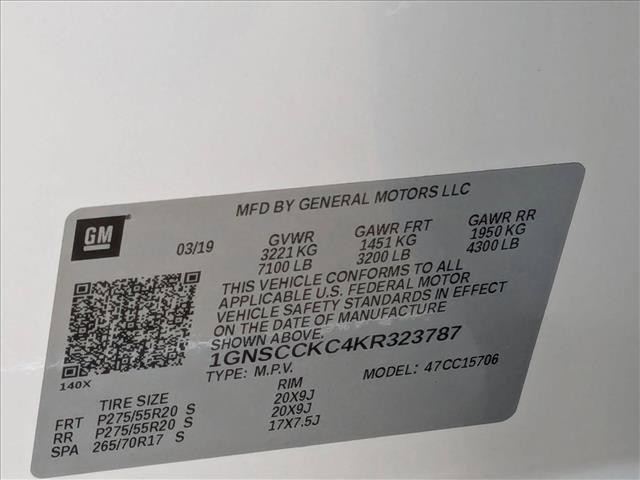 MFD BY GENERAL MOTORS LLC
GM
03/19 GVWR GAWR FRT GAWR RR
3221 KG 1451 KG 1950 KG
7100 LB 3200 LB 4300 LB
THIS VEHICLE CONFORMS TO ALL
APPLICABLE U.S. FEDERAL MOTOR
VEHICLE SAFETY STANDARDS IN EFFECT
ON THE DATE OF MANUFACTURE
SHOWN ABOVE.
1GNSCCKC4KR323787
140X
TYPE: M.P.V. MODEL: 47CC15706
TIRE SIZE RIM
FRT P275/55R20 S 20X9J
RR P275/55R20 S 20X9J
SPA 265/70R17 S 17X7.5J